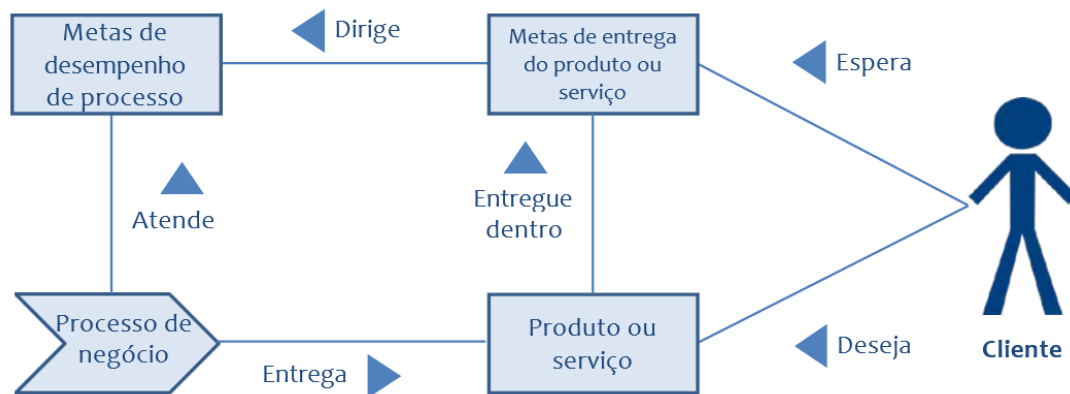 Metas de
desempenho
de processo
Dirige
Metas de entrega
do produto ou
serviço
Espera
Atende
Entregue
dentro
Processo de
negócio
Entrega
Produto ou
serviço
Deseja
Cliente